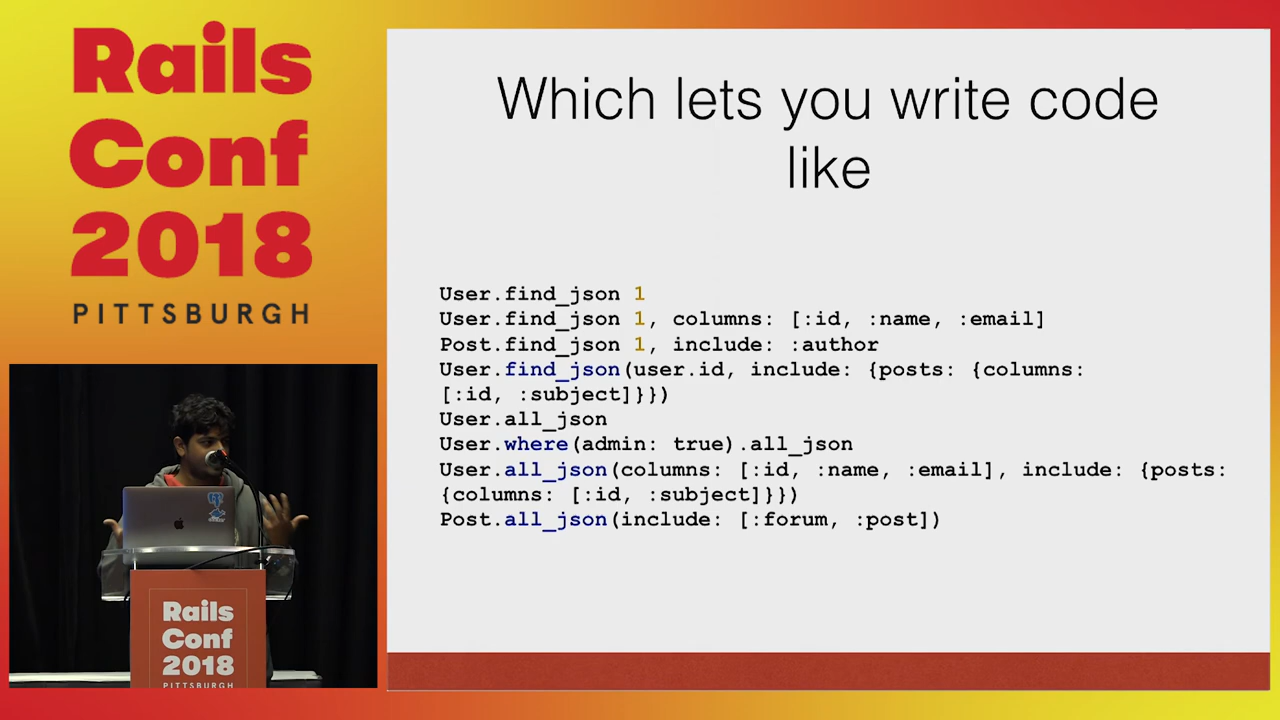 Rails
Conf
2018
PITTSBURGH
Which lets you write code
like
User.find_json 1
User.find_json 1, columns: [:id, :name, :email]
Post.find_json 1, include: :author
User.find_json(user.id, include: {posts: {columns:
[:id, :subject]}})
User.all_json
User.where(admin: true).all_json
User.all_json(columns: [:id, :name, :email], include: {posts:
{columns: [:id, :subject]}})
Post.all_json(include: [:forum, :post])
Rails
Conf
2018
PITTSBURGH